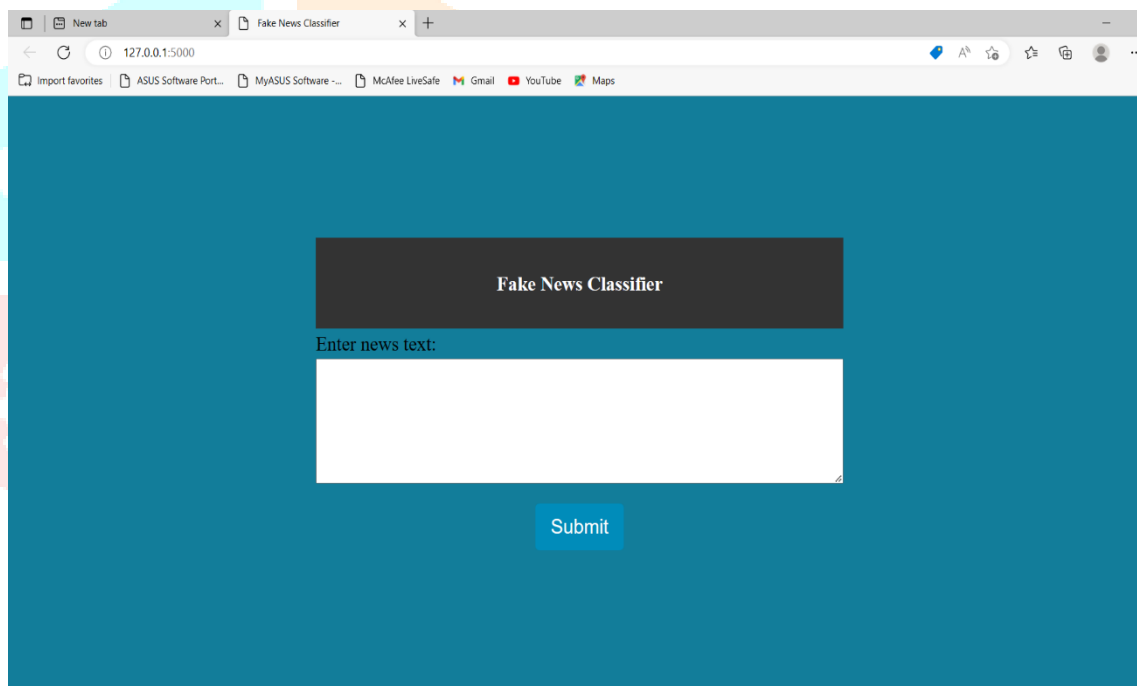 New tab
Fake News Classifier
127.0.0.1:5000
Import favorites ASUS Software Port... MyASUS Software -... McAfee LiveSafe Gmail YouTube Maps
Fake News Classifier
Enter news text:
Submit